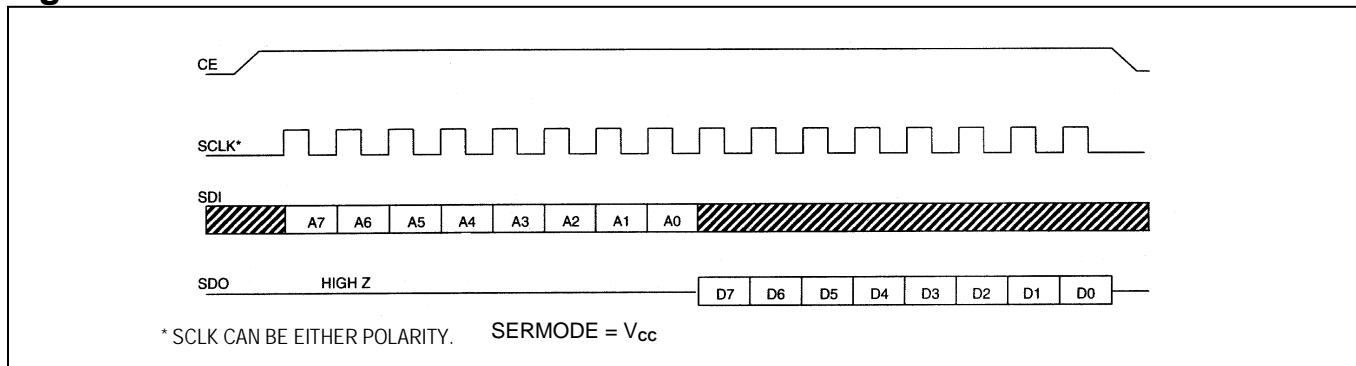 CE
SCLK*
SDI
A7 A6 A5 A4 A3 A2 A1 A0
SDO HIGH Z D7 D6 D5 D4 D3 D2 D1 D0
* SCLK CAN BE EITHER POLARITY. SERMODE = VCC